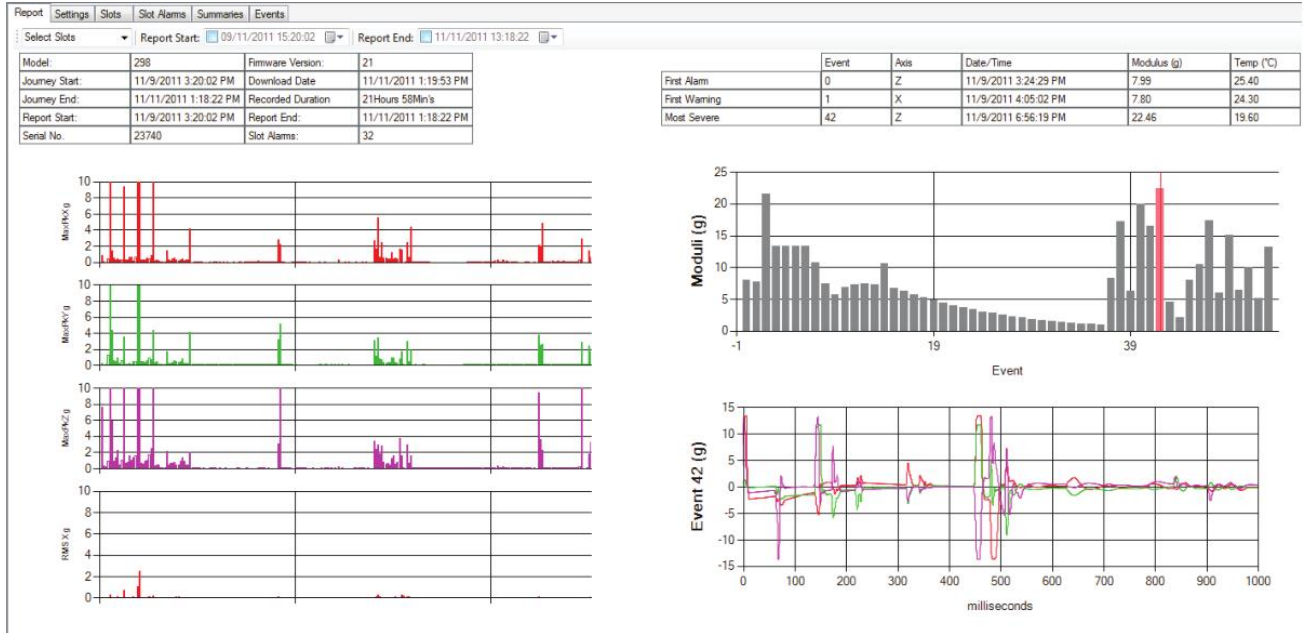 Report Settings Slots Slot Alarms Summaries Events
Select Slots Report Start: 09/11/2011 15:20:02 Report End: 11/11/2011 13:18:22
Model: 298 Firmware Version: 21
Journey Start: 11/9/2011 3:20:02 PM Download Date 11/11/2011 1:19:53 PM
Journey End: 11/11/2011 1:18:22 PM Recorded Duration 21Hours 58Min's
Report Start: 11/9/2011 3:20:02 PM Report End: 11/11/2011 1:18:22 PM
Serial No. 23740 Slot Alarms: 32
Event Axis Date/Time Modulus (g) Temp (°C)
First Alarm 0 Z 11/9/2011 3:24:29 PM 7.99 25.40
First Warning 1 X 11/9/2011 4:05:02 PM 7.80 24.30
Most Severe 42 Z 11/9/2011 6:56:19 PM 22.46 19.60
MaxPkX g
10
8
6
4
2
0
MaxPkY g
10
8
6
4
2
0
MaxPkZ g
10
8
6
4
2
0
RMS X g
10
8
6
4
2
0
Moduli (g)
25
20
15
10
5
0
-1 19 39
Event
Event 42 (g)
15
10
5
0
-5
-10
-15
0 100 200 300 400 500 600 700 800 900 1000
milliseconds